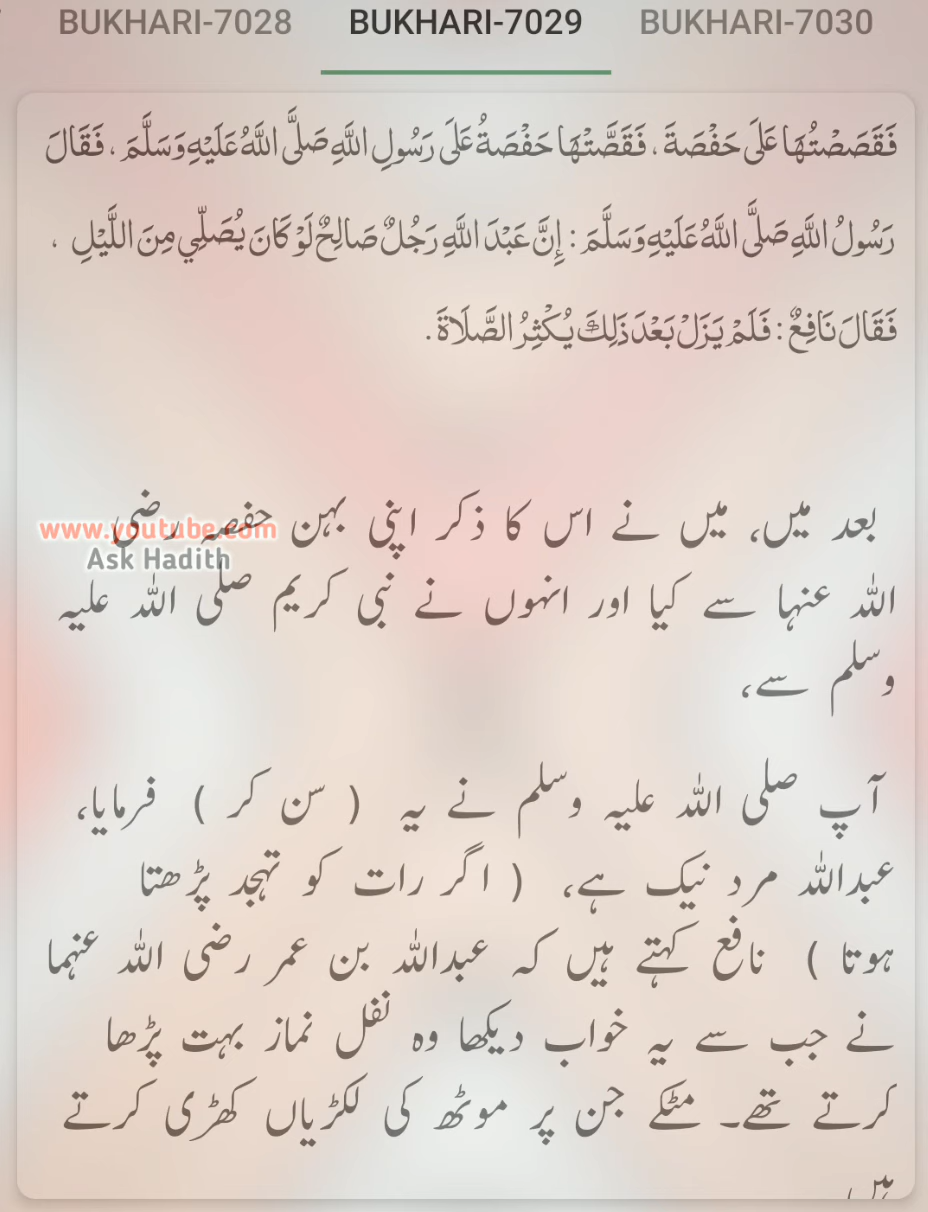 BUKHARI-7028 BUKHARI-7029 BUKHARI-7030
فَقَصَصْتُهَا عَلَى حَفْصَةَ ، فَقَصَّتْهَا حَفْصَةُ عَلَى رَسُولِ اللَّهِ صَلَّى اللَّهُ عَلَيْهِ وَسَلَّمَ ، فَقَالَ
رَسُولُ اللَّهِ صَلَّى اللَّهُ عَلَيْهِ وَسَلَّمَ : إِنَّ عَبْدَ اللَّهِ رَجُلٌ صَالِحٌ لَوْ كَانَ يُصَلِّي مِنَ اللَّيْلِ ،
فَقَالَ نَافِعٌ : فَلَمْ يَزَلْ بَعْدَ ذَلِكَ يُكْثِرُ الصَّلَاةَ .
بعد میں، میں نے اس کا ذکر اپنی بہن حفصہ رضی
www.youtube.com
Ask Hadith
اللہ عنہا سے کیا اور انہوں نے نبی کریم صلی اللہ علیہ
وسلم سے،
آپ صلی اللہ علیہ وسلم نے یہ ( سن کر ) فرمایا،
عبداللہ مرد نیک ہے، ( اگر رات کو تہجد پڑھتا
ہوتا ) نافع کہتے ہیں کہ عبداللہ بن عمر رضی اللہ عنہما
نے جب سے یہ خواب دیکھا وہ نفل نماز بہت پڑھا
کرتے تھے۔ مٹکے جن پر موٹھ کی لکڑیاں کھڑی کرتے
ہیں